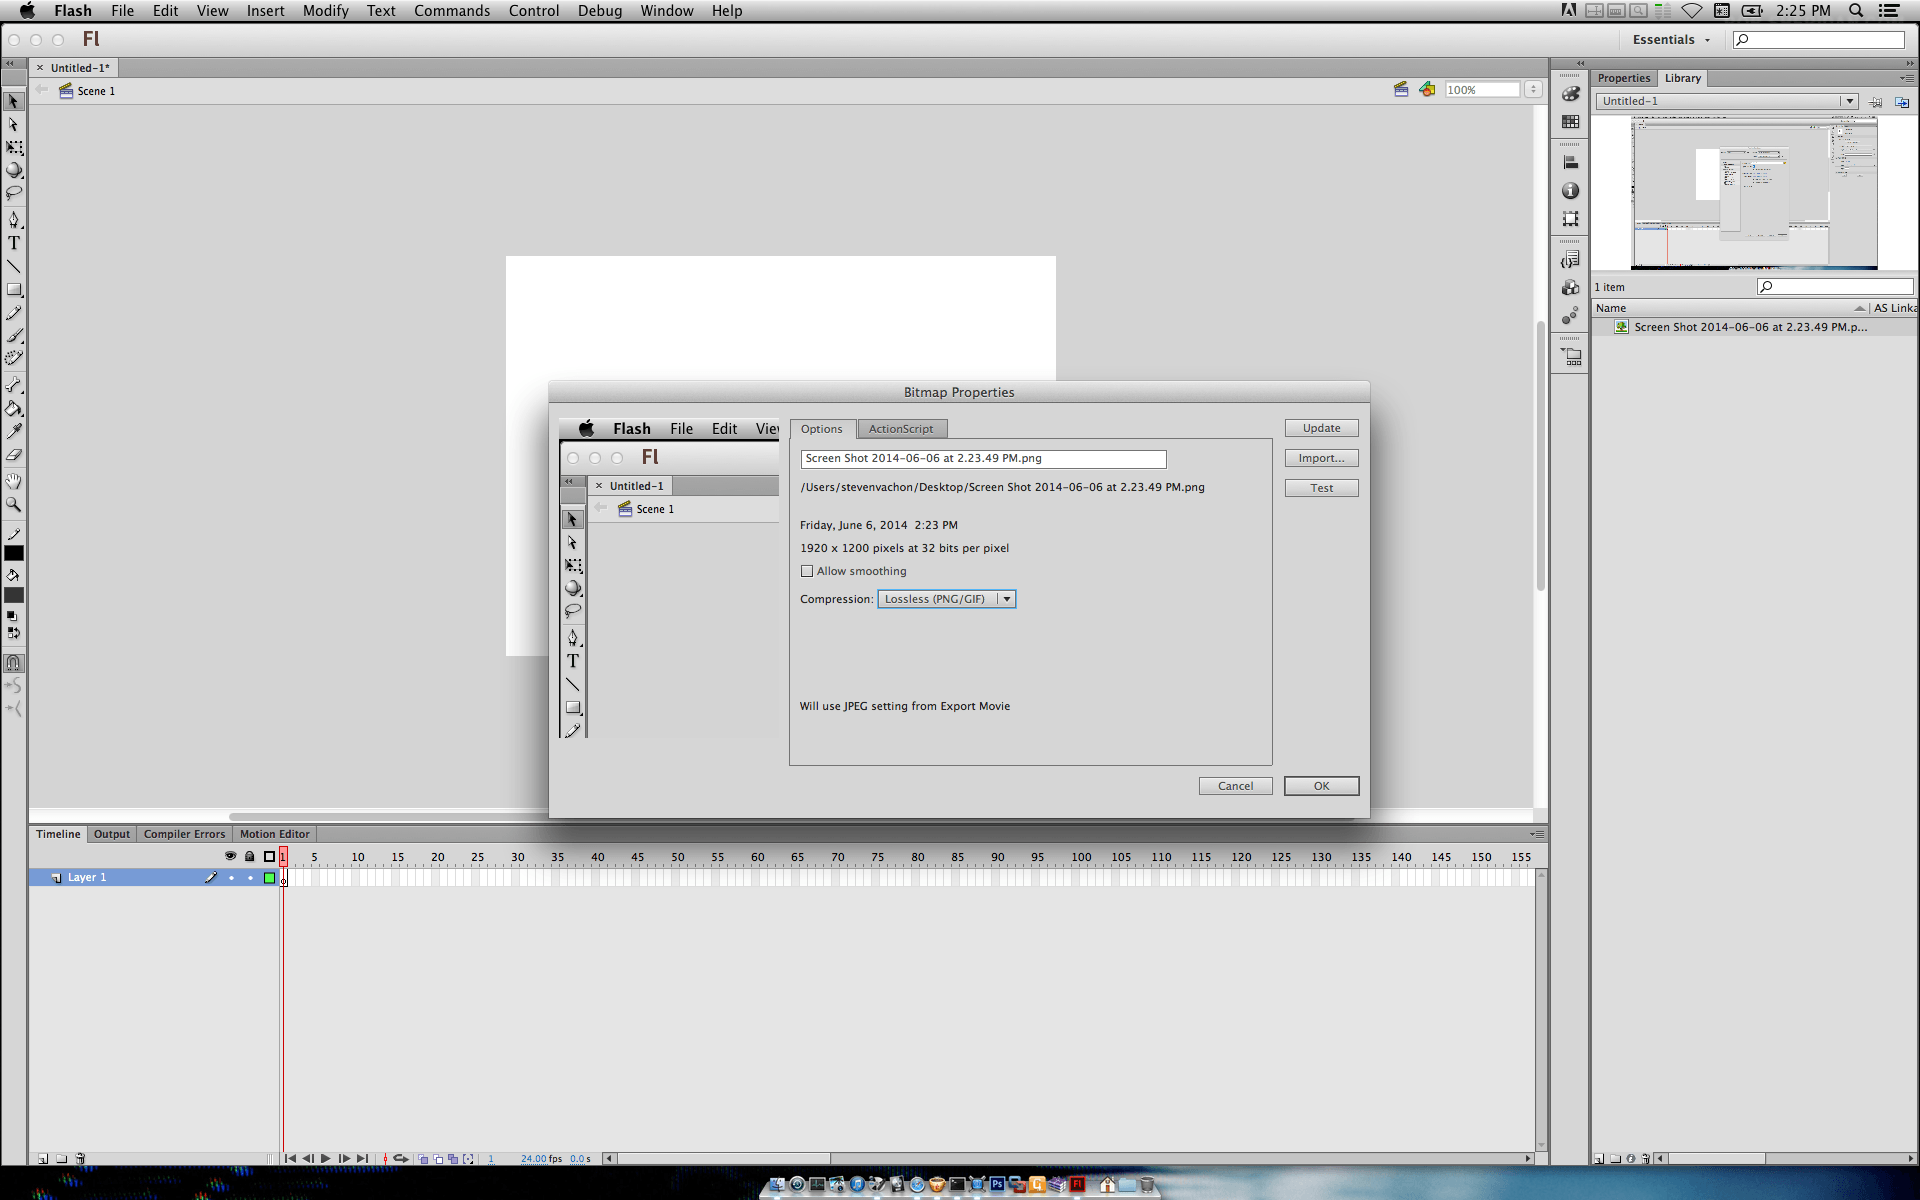 Flash File Edit View Insert Modify Text Commands Control Debug Window Help 2:25 PM
Fl Essentials
Untitled-1*
Scene 1 100%
Properties Library
Untitled-1
1 item
Name AS Linka
Screen Shot 2014-06-06 at 2.23.49 PM.p...
T
Bitmap Properties
Flash File Edit View
Fl
Untitled-1
Scene 1
T
Options ActionScript
Screen Shot 2014-06-06 at 2.23.49 PM.png
/Users/stevenvachon/Desktop/Screen Shot 2014-06-06 at 2.23.49 PM.png
Friday, June 6, 2014 2:23 PM
1920 x 1200 pixels at 32 bits per pixel
Allow smoothing
Compression: Lossless (PNG/GIF)
Will use JPEG setting from Export Movie
Update
Import...
Test
Cancel OK
Timeline Output Compiler Errors Motion Editor
1 5 10 15 20 25 30 35 40 45 50 55 60 65 70 75 80 85 90 95 100 105 110 115 120 125 130 135 140 145 150 155
Layer 1
1 24.00 fps 0.0 s
Ps Fl